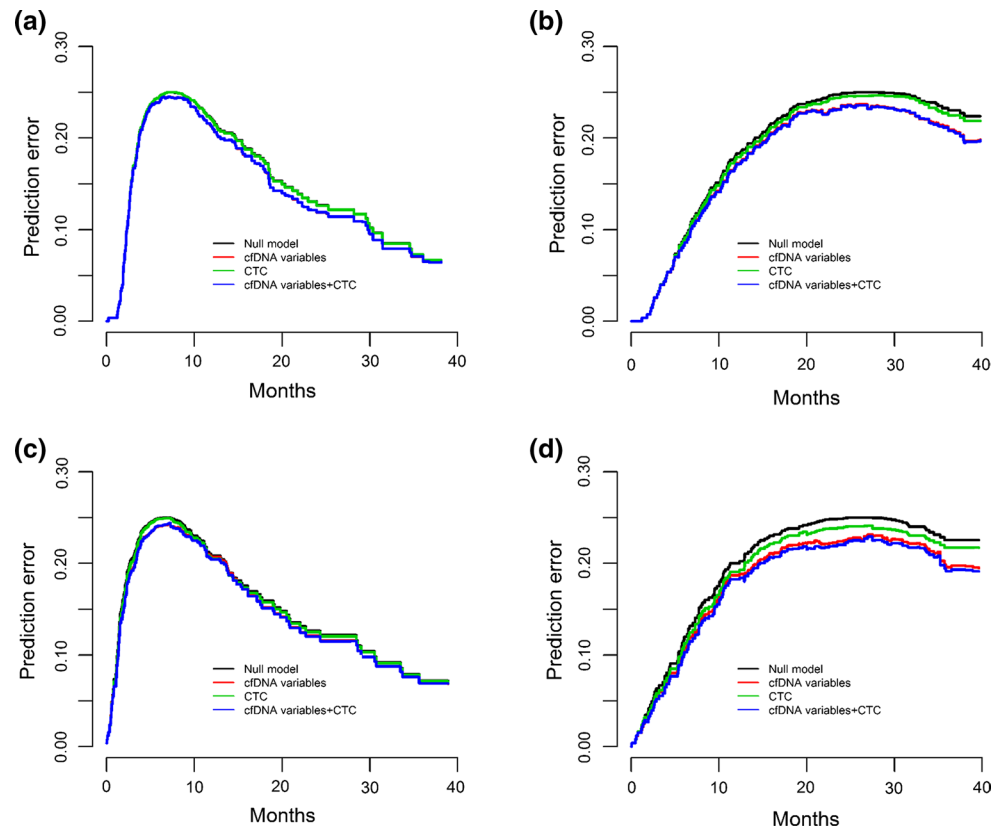 (a)
0.30
0.20
0.10
0.00
Prediction error
Null model
cfDNA variables
CTC
cfDNA variables+CTC
0 10 20 30 40
Months
(b)
0.30
0.20
0.10
0.00
Prediction error
Null model
cfDNA variables
CTC
cfDNA variables+CTC
0 10 20 30 40
Months
(c)
0.30
0.20
0.10
0.00
Prediction error
Null model
cfDNA variables
CTC
cfDNA variables+CTC
0 10 20 30 40
Months
(d)
0.30
0.20
0.10
0.00
Prediction error
Null model
cfDNA variables
CTC
cfDNA variables+CTC
0 10 20 30 40
Months